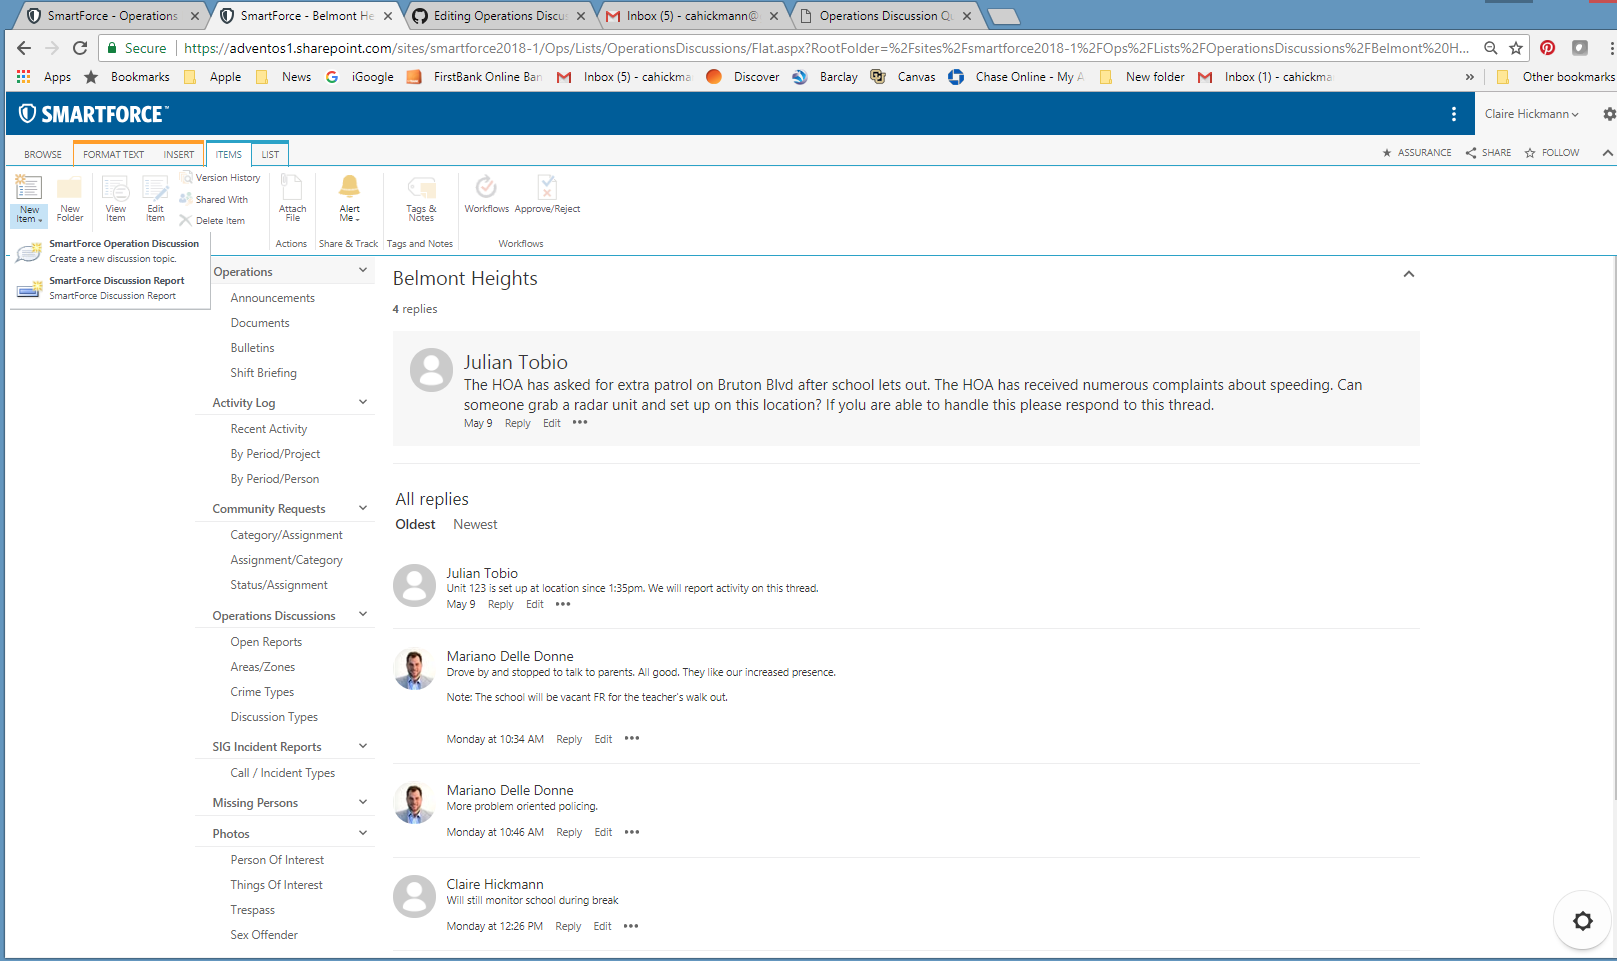 SmartForce - Operations
SmartForce - Belmont He
Editing Operations Discus
Inbox (5) - cahickmann@
Operations Discussion Qu
Secure
https://adventos1.sharepoint.com/sites/smartforce2018-1/Ops/Lists/OperationsDiscussions/Flat.aspx?RootFolder=%2Fsites%2Fsmartforce2018-1%2FOps%2FLists%2FOperationsDiscussions%2FBelmont%20H...
Apps Bookmarks Apple News iGoogle FirstBank Online Ban Inbox (5) - cahickma Discover Barclay Canvas Chase Online - My A New folder Inbox (1) - cahickma » Other bookmarks
SMARTFORCE™
Claire Hickmann
BROWSE FORMAT TEXT INSERT ITEMS LIST
ASSURANCE SHARE FOLLOW
New Item
New Folder
View Item
Edit Item
Version History
Shared With
Delete Item
Attach File
Alert Me
Tags & Notes
Workflows
Approve/Reject
Actions
Share & Track
Tags and Notes
Workflows
SmartForce Operation Discussion
Create a new discussion topic.
SmartForce Discussion Report
SmartForce Discussion Report
Operations
Announcements
Documents
Bulletins
Shift Briefing
Activity Log
Recent Activity
By Period/Project
By Period/Person
Community Requests
Category/Assignment
Assignment/Category
Status/Assignment
Operations Discussions
Open Reports
Areas/Zones
Crime Types
Discussion Types
SIG Incident Reports
Call / Incident Types
Missing Persons
Photos
Person Of Interest
Things Of Interest
Trespass
Sex Offender
Belmont Heights
4 replies
Julian Tobio
The HOA has asked for extra patrol on Bruton Blvd after school lets out. The HOA has received numerous complaints about speeding. Can
someone grab a radar unit and set up on this location? If yolu are able to handle this please respond to this thread.
May 9 Reply Edit •••
All replies
Oldest Newest
Julian Tobio
Unit 123 is set up at location since 1:35pm. We will report activity on this thread.
May 9 Reply Edit •••
Mariano Delle Donne
Drove by and stopped to talk to parents. All good. They like our increased presence.
Note: The school will be vacant FR for the teacher's walk out.
Monday at 10:34 AM Reply Edit •••
Mariano Delle Donne
More problem oriented policing.
Monday at 10:46 AM Reply Edit •••
Claire Hickmann
Will still monitor school during break
Monday at 12:26 PM Reply Edit •••